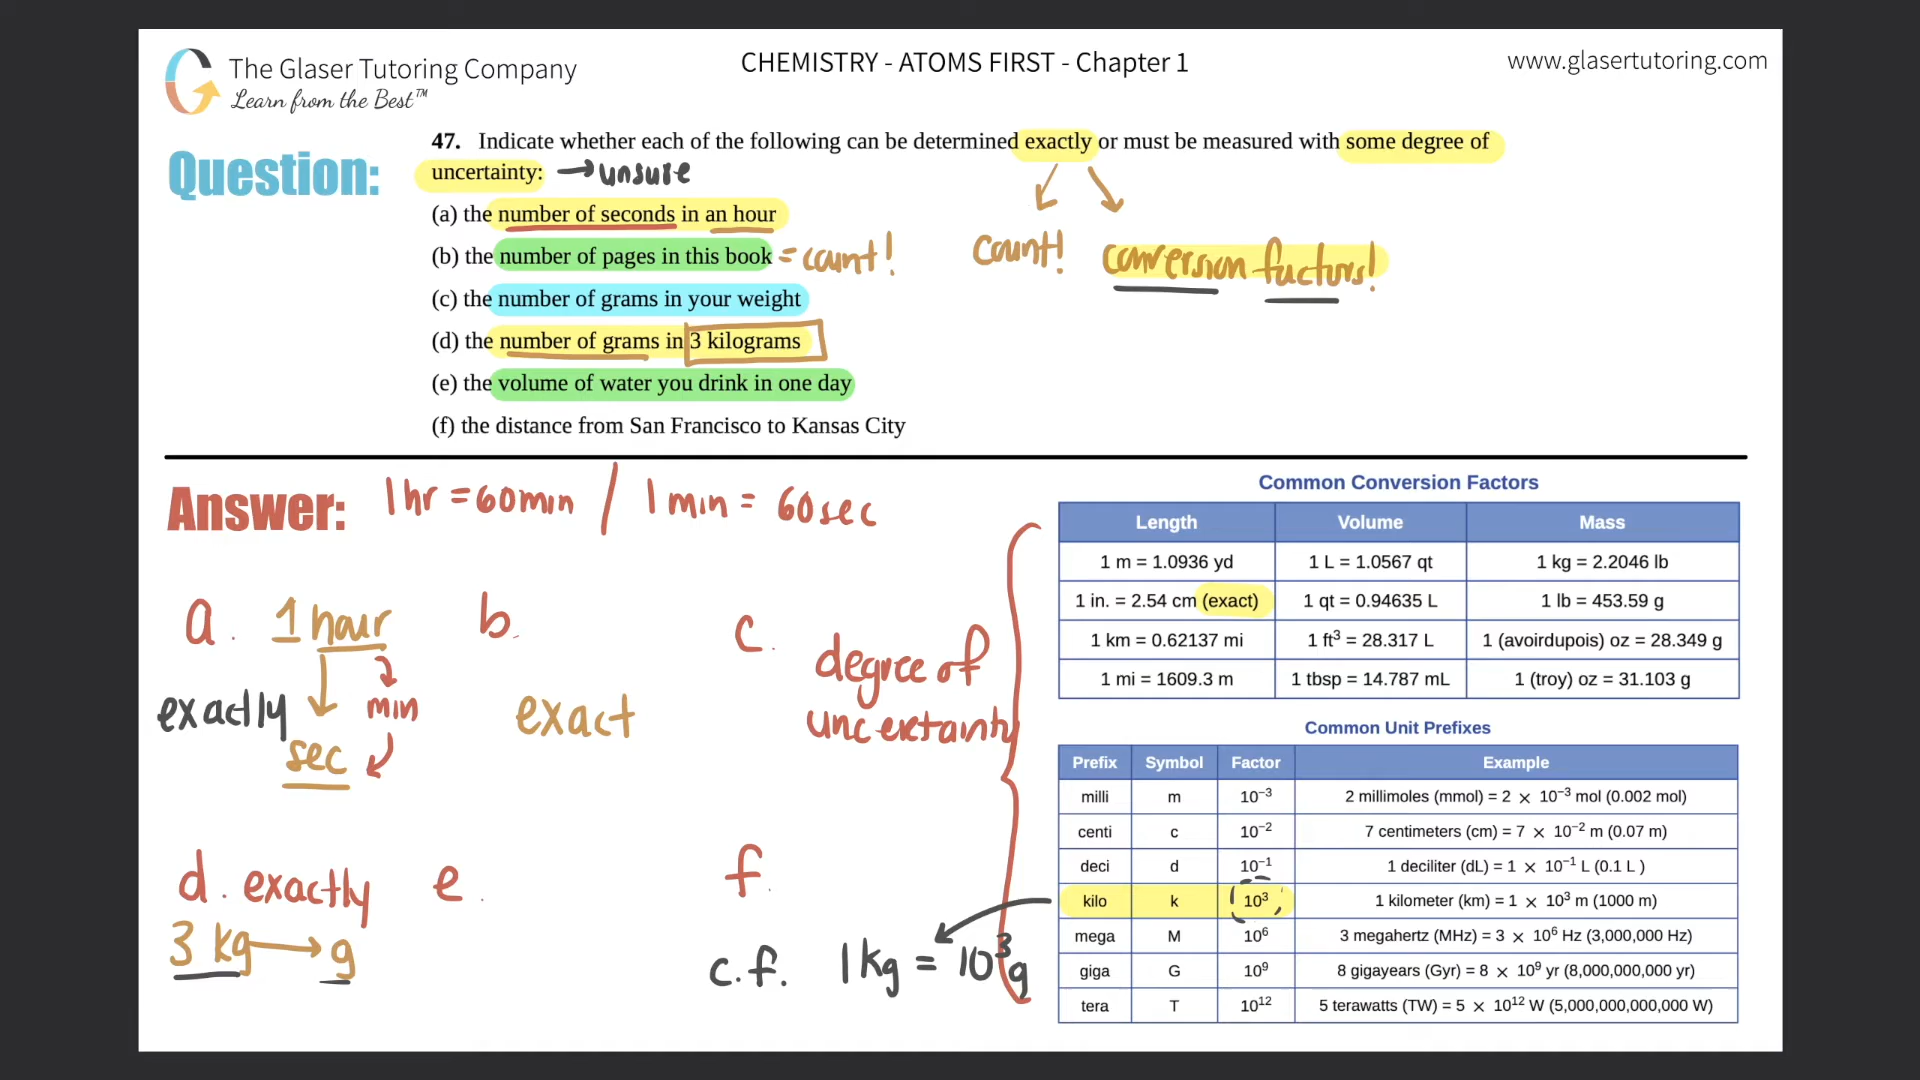 The Glaser Tutoring Company
Learn from the Best™
CHEMISTRY - ATOMS FIRST - Chapter 1
www.glasertutoring.com
Question:
47. Indicate whether each of the following can be determined exactly or must be measured with some degree of
uncertainty: → unsure
(a) the number of seconds in an hour
(b) the number of pages in this book = count!
(c) the number of grams in your weight
(d) the number of grams in 3 kilograms
(e) the volume of water you drink in one day
(f) the distance from San Francisco to Kansas City
count! conversion factors!
Answer: 1 hr = 60 min / 1 min = 60 sec
a. 1 hour
exactly
min
sec
b.
exact
c. degree of
uncertainty
d. exactly
3 kg → g
e.
f.
c.f. 1 kg = 10³ g
Common Conversion Factors
Length Volume Mass
1 m = 1.0936 yd 1 L = 1.0567 qt 1 kg = 2.2046 lb
1 in. = 2.54 cm (exact) 1 qt = 0.94635 L 1 lb = 453.59 g
1 km = 0.62137 mi 1 ft³ = 28.317 L 1 (avoirdupois) oz = 28.349 g
1 mi = 1609.3 m 1 tbsp = 14.787 mL 1 (troy) oz = 31.103 g
Common Unit Prefixes
Prefix Symbol Factor Example
milli m 10⁻³ 2 millimoles (mmol) = 2 × 10⁻³ mol (0.002 mol)
centi c 10⁻² 7 centimeters (cm) = 7 × 10⁻² m (0.07 m)
deci d 10⁻¹ 1 deciliter (dL) = 1 × 10⁻¹ L (0.1 L )
kilo k 10³ 1 kilometer (km) = 1 × 10³ m (1000 m)
mega M 10⁶ 3 megahertz (MHz) = 3 × 10⁶ Hz (3,000,000 Hz)
giga G 10⁹ 8 gigayears (Gyr) = 8 × 10⁹ yr (8,000,000,000 yr)
tera T 10¹² 5 terawatts (TW) = 5 × 10¹² W (5,000,000,000,000 W)